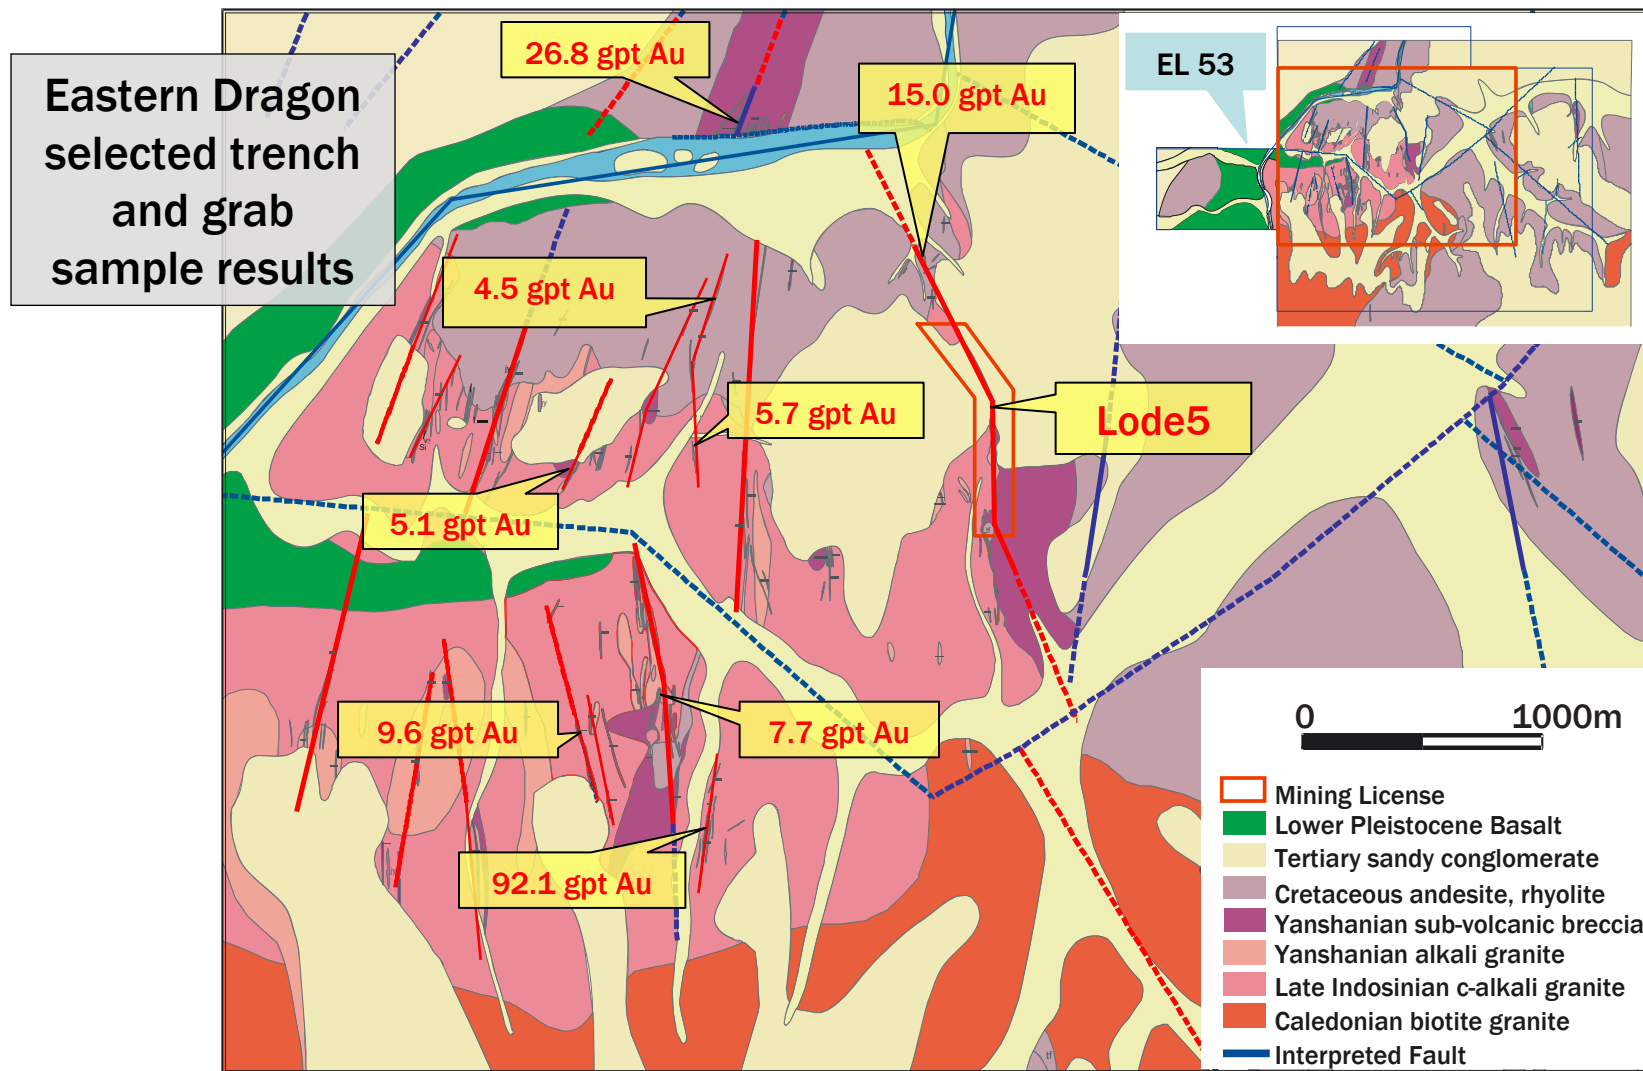 Eastern Dragon
selected trench
and grab
sample results
26.8 gpt Au
15.0 gpt Au
EL 53
4.5 gpt Au
5.7 gpt Au
Lode5
5.1 gpt Au
9.6 gpt Au
7.7 gpt Au
92.1 gpt Au
0 1000m
Mining License
Lower Pleistocene Basalt
Tertiary sandy conglomerate
Cretaceous andesite, rhyolite
Yanshanian sub-volcanic breccia
Yanshanian alkali granite
Late Indosinian c-alkali granite
Caledonian biotite granite
Interpreted Fault
tf